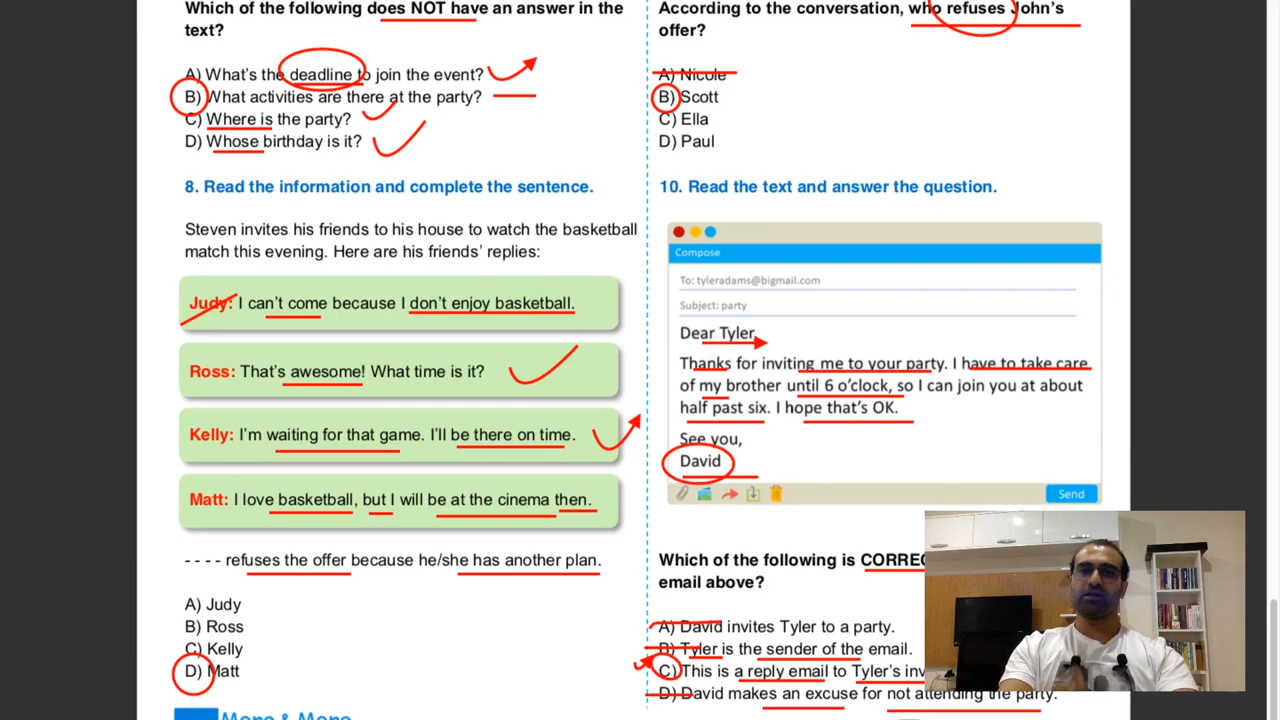 Which of the following does NOT have an answer in the
text?
A) What's the deadline to join the event?
B) What activities are there at the party?
C) Where is the party?
D) Whose birthday is it?
8. Read the information and complete the sentence.
Steven invites his friends to his house to watch the basketball
match this evening. Here are his friends' replies:
Judy: I can't come because I don't enjoy basketball.
Ross: That's awesome! What time is it?
Kelly: I'm waiting for that game. I'll be there on time.
Matt: I love basketball, but I will be at the cinema then.
- - - - refuses the offer because he/she has another plan.
A) Judy
B) Ross
C) Kelly
D) Matt
More & More
According to the conversation, who refuses John's
offer?
A) Nicole
B) Scott
C) Ella
D) Paul
10. Read the text and answer the question.
Compose
To: tyleradams@bigmail.com
Subject: party
Dear Tyler,
Thanks for inviting me to your party. I have to take care
of my brother until 6 o'clock, so I can join you at about
half past six. I hope that's OK.
See you,
David
Send
Which of the following is
email above?
A) David invites Tyler to a party.
B) Tyler is the sender of the email.
C) This is a reply email to Tyler's
D) David makes an excuse for not attending the party.